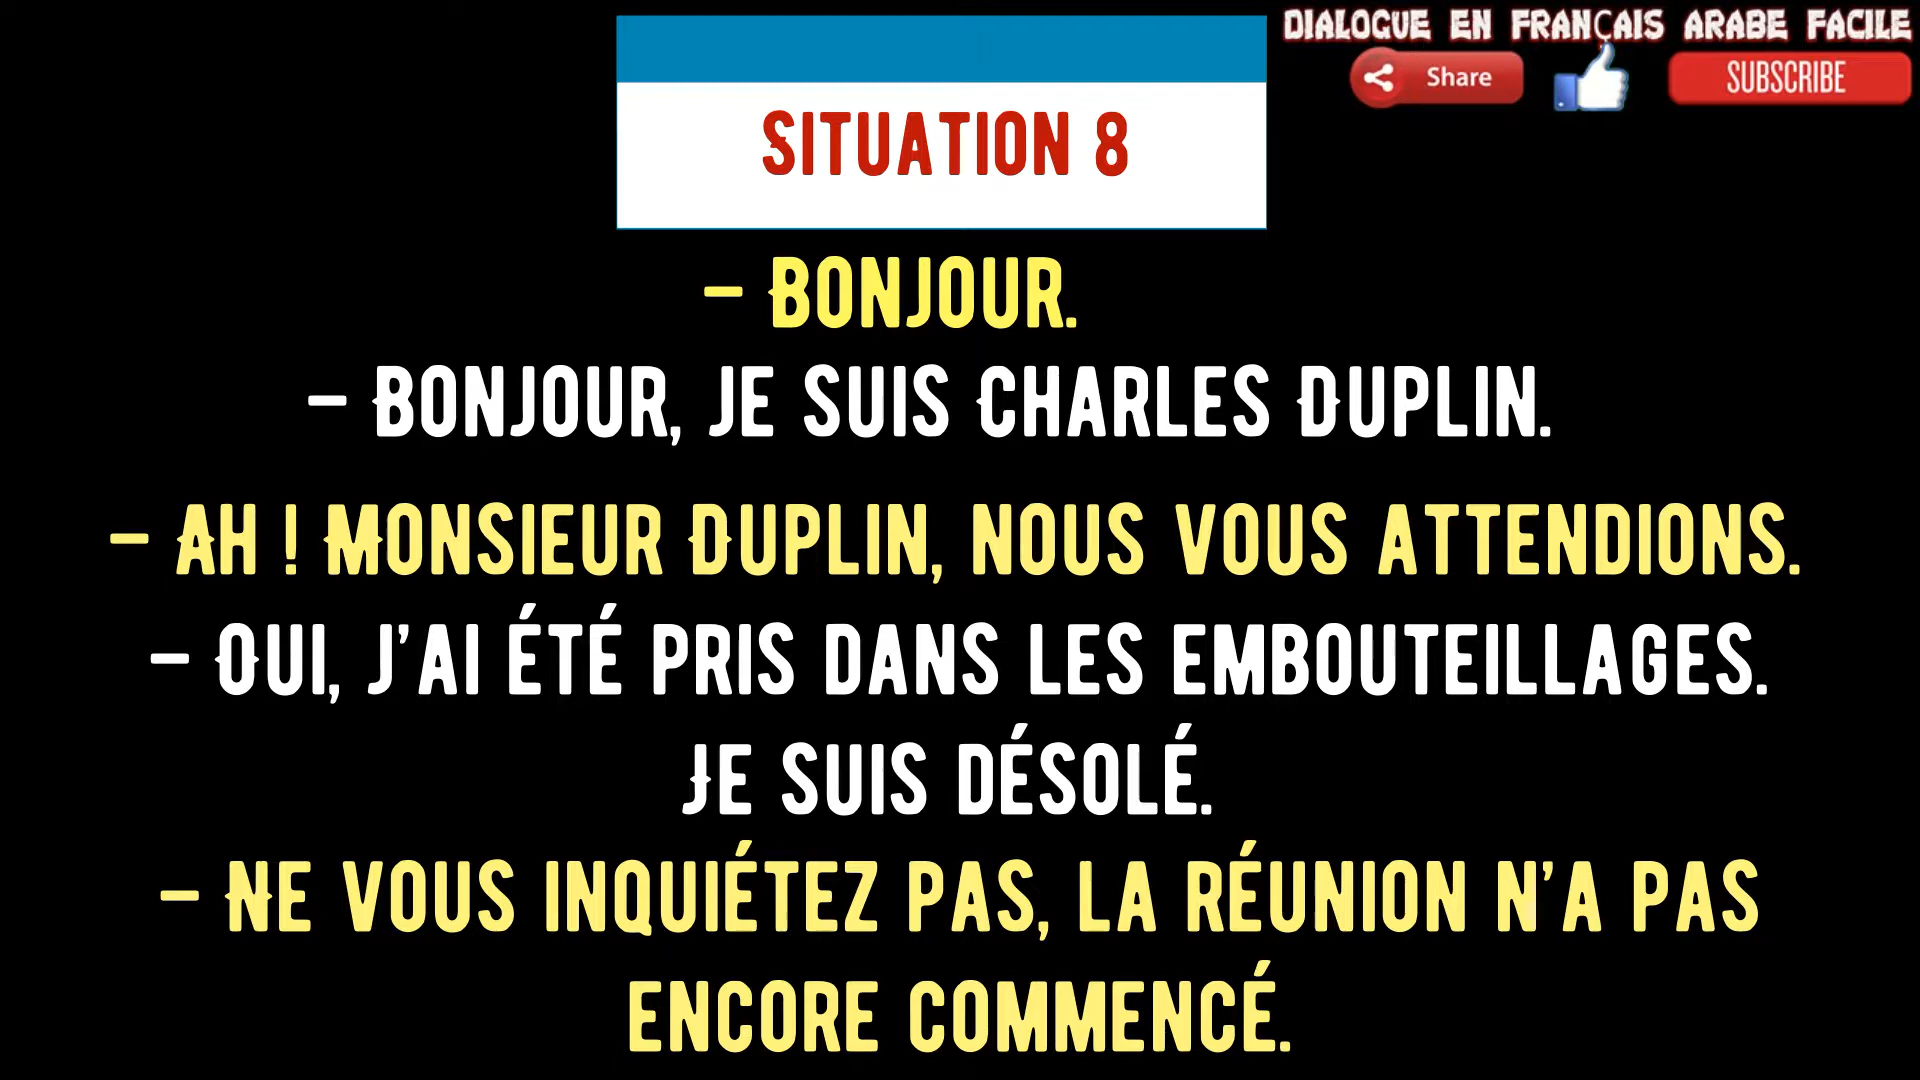 DIALOGUE EN FRANÇAIS ARABE FACILE
Share
SUBSCRIBE
SITUATION 8
– BONJOUR.
– BONJOUR, JE SUIS CHARLES DUPLIN.
– AH ! MONSIEUR DUPLIN, NOUS VOUS ATTENDIONS.
– OUI, J’AI ÉTÉ PRIS DANS LES EMBOUTEILLAGES.
JE SUIS DÉSOLÉ.
– NE VOUS INQUIÉTEZ PAS, LA RÉUNION N’A PAS
ENCORE COMMENCÉ.